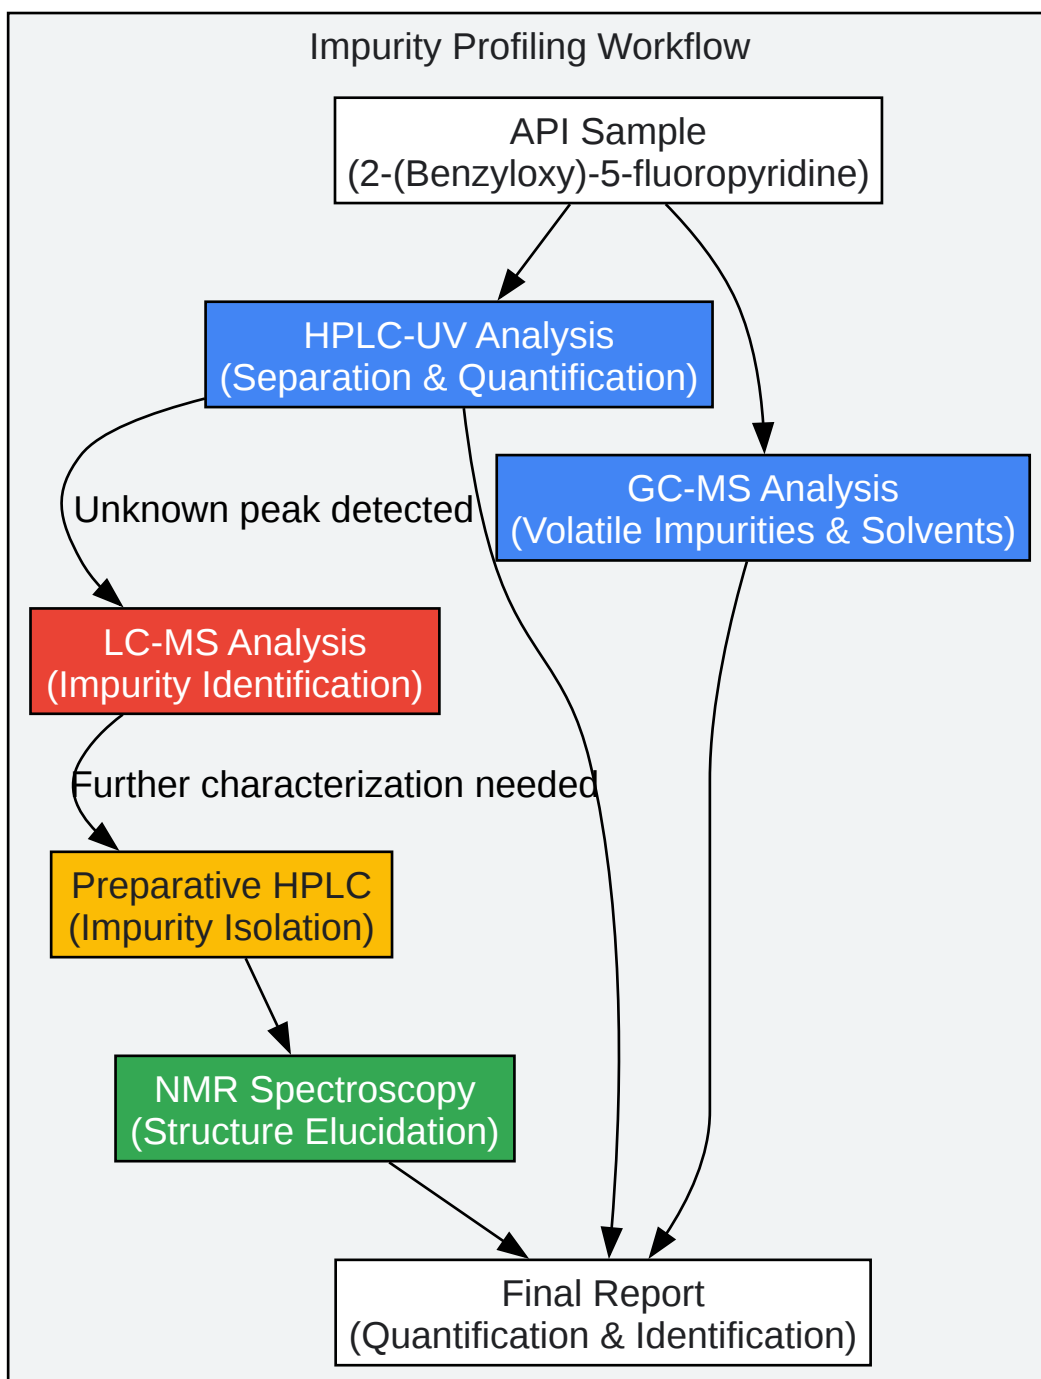 Impurity Profiling Workflow
API Sample
(2-(Benzyloxy)-5-fluoropyridine)
HPLC-UV Analysis
(Separation & Quantification)
GC-MS Analysis
(Volatile Impurities & Solvents)
Unknown peak detected
LC-MS Analysis
(Impurity Identification)
Further characterization needed
Preparative HPLC
(Impurity Isolation)
NMR Spectroscopy
(Structure Elucidation)
Final Report
(Quantification & Identification)